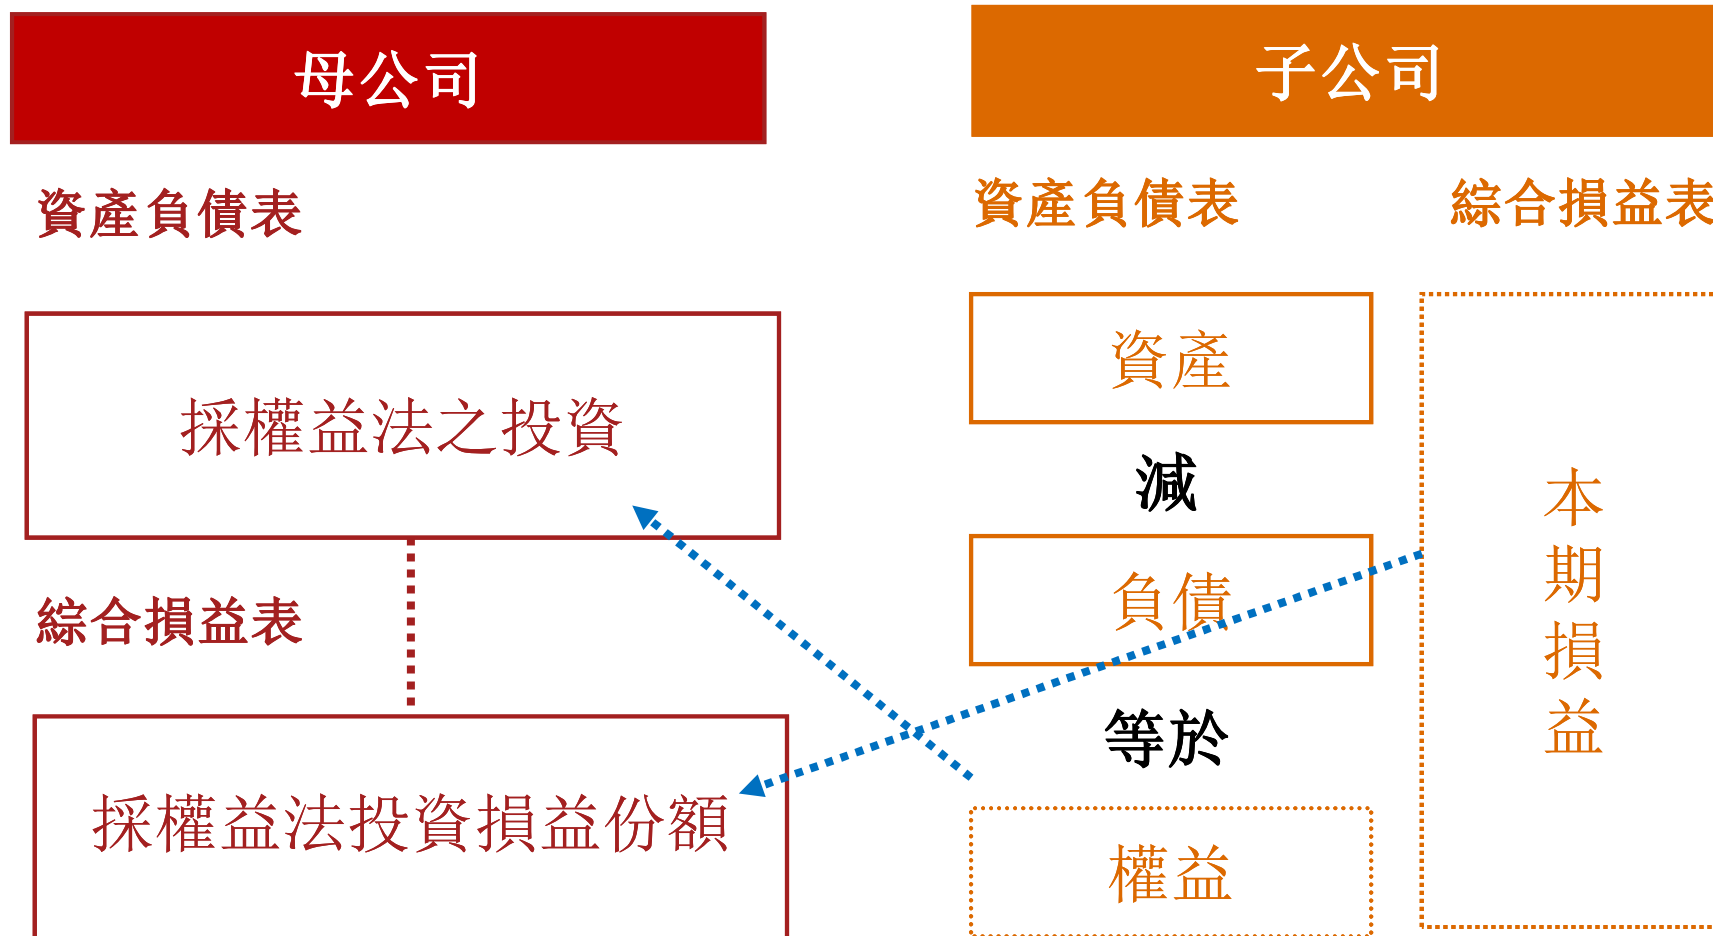 母公司
資產負債表
採權益法之投資
綜合損益表
採權益法投資損益份額
子公司
資產負債表
綜合損益表
資產
減
負債
等於
權益
本期損益